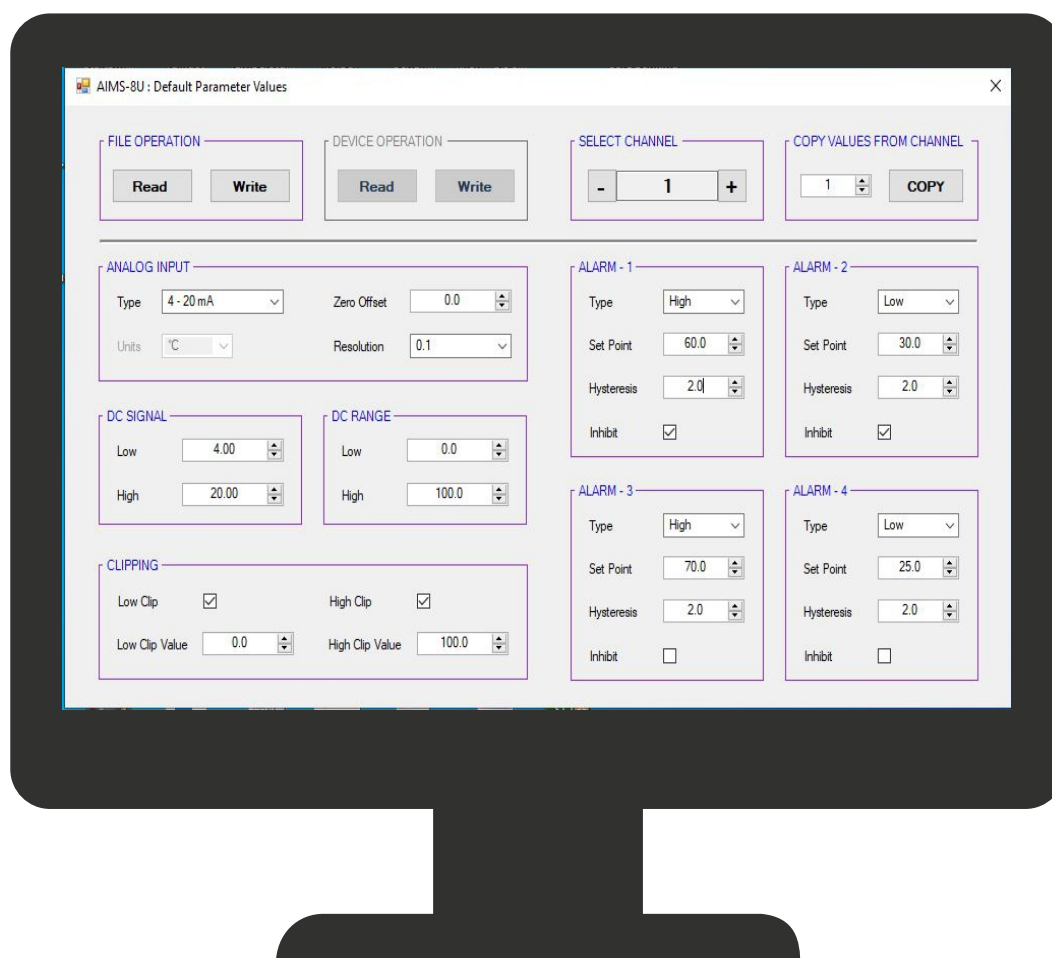 AIMS-8U : Default Parameter Values
FILE OPERATION
Read Write
DEVICE OPERATION
Read Write
SELECT CHANNEL
- 1 +
COPY VALUES FROM CHANNEL
1 COPY
ANALOG INPUT
Type 4 - 20 mA Zero Offset 0.0
Units °C Resolution 0.1
DC SIGNAL
Low 4.00
High 20.00
DC RANGE
Low 0.0
High 100.0
CLIPPING
Low Clip High Clip
Low Clip Value 0.0 High Clip Value 100.0
ALARM - 1
Type High
Set Point 60.0
Hysteresis 2.0
Inhibit
ALARM - 2
Type Low
Set Point 30.0
Hysteresis 2.0
Inhibit
ALARM - 3
Type High
Set Point 70.0
Hysteresis 2.0
Inhibit
ALARM - 4
Type Low
Set Point 25.0
Hysteresis 2.0
Inhibit